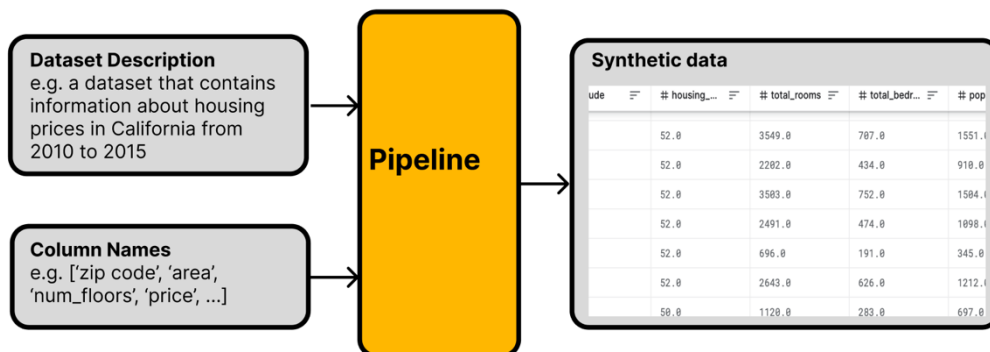 Dataset Description
e.g. a dataset that contains
information about housing
prices in California from
2010 to 2015
Column Names
e.g. [‘zip code’, ‘area’,
‘num_floors’, ‘price’, ...]
Pipeline
Synthetic data
ude # housing_... # total_rooms # total_bedr... # pop
52.0 3549.0 707.0 1551.
52.0 2202.0 434.0 910.0
52.0 3503.0 752.0 1504.
52.0 2491.0 474.0 1098.
52.0 696.0 191.0 345.0
52.0 2643.0 626.0 1212.
50.0 1120.0 283.0 697.0